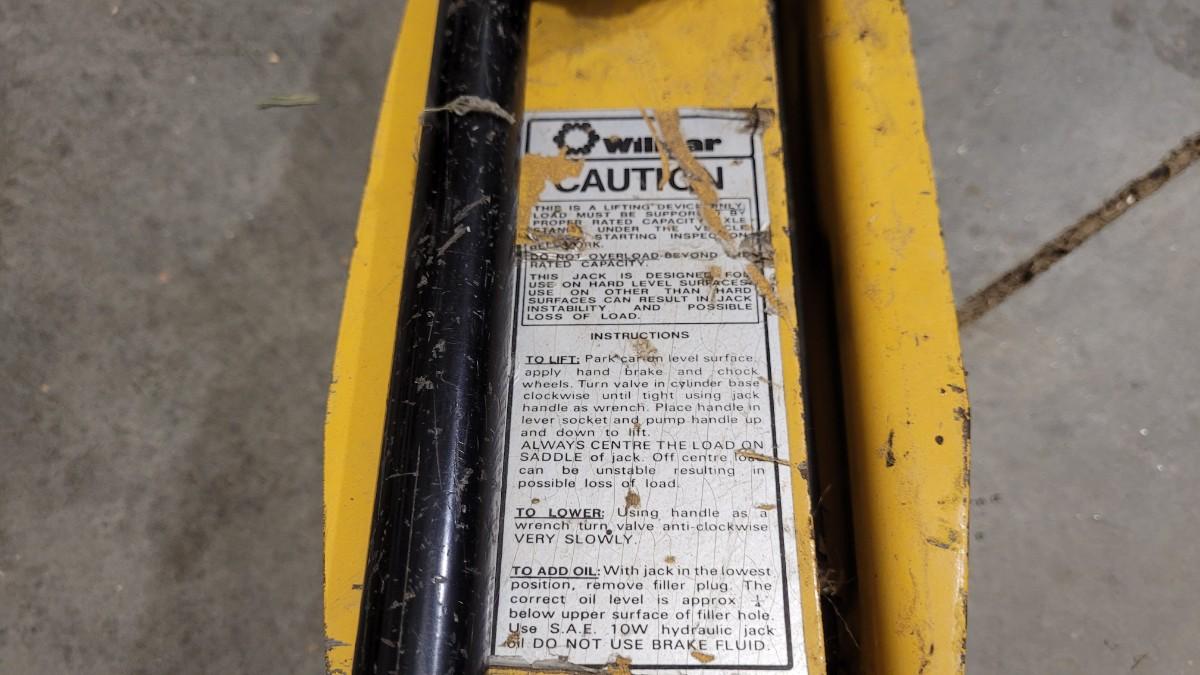 CAUTION
THIS IS A LIFTING DEVICE ONLY.
LOAD MUST BE SUPPORTED BY
PROPER RATED CAPACITY AXLE
STANDS UNDER THE VEHICLE
STARTING INSPECTION
WORK.
DO NOT OVERLOAD BEYOND
RATED CAPACITY.
THIS JACK IS DESIGNED FOR
USE ON HARD LEVEL SURFACES.
USE ON OTHER THAN HARD
SURFACES CAN RESULT IN JACK
INSTABILITY AND POSSIBLE
LOSS OF LOAD.
INSTRUCTIONS
TO LIFT: Park car on level surface,
apply hand brake and chock
wheels. Turn valve in cylinder base
clockwise until tight using jack
handle as wrench. Place handle in
lever socket and pump handle up
and down to lift.
ALWAYS CENTRE THE LOAD ON
SADDLE of jack. Off centre load
can be unstable resulting in
possible loss of load.
TO LOWER: Using handle as a
wrench turn valve anti-clockwise
VERY SLOWLY.
TO ADD OIL: With jack in the lowest
position, remove filler plug. The
correct oil level is approx
below upper surface of filler hole.
Use S.A.E. 10W hydraulic jack
oil DO NOT USE BRAKE FLUID.